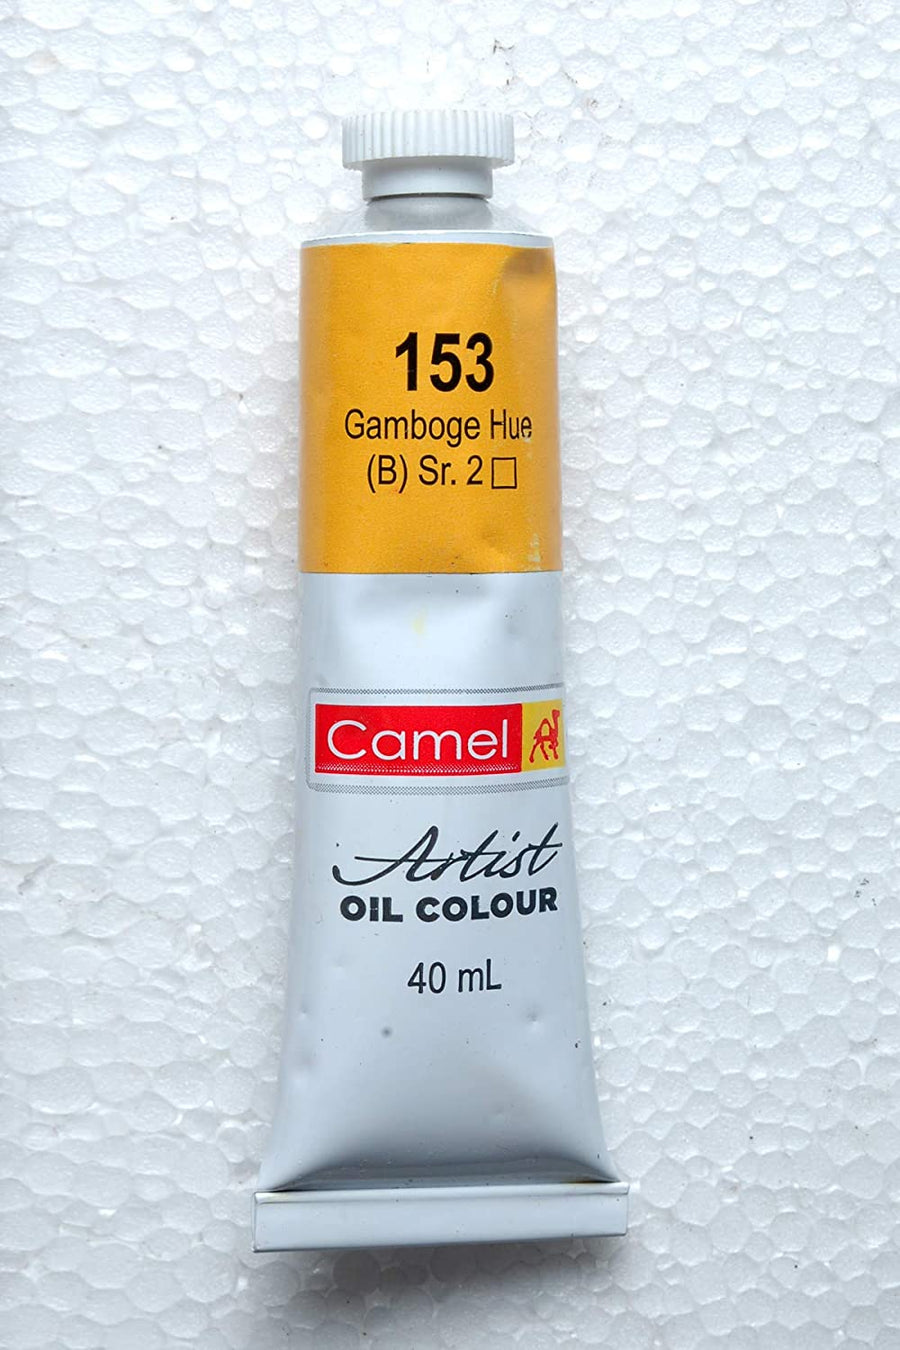 153
Gamboge Hue
(B) Sr. 2 □
Camel
Artist
OIL COLOUR
40 mL